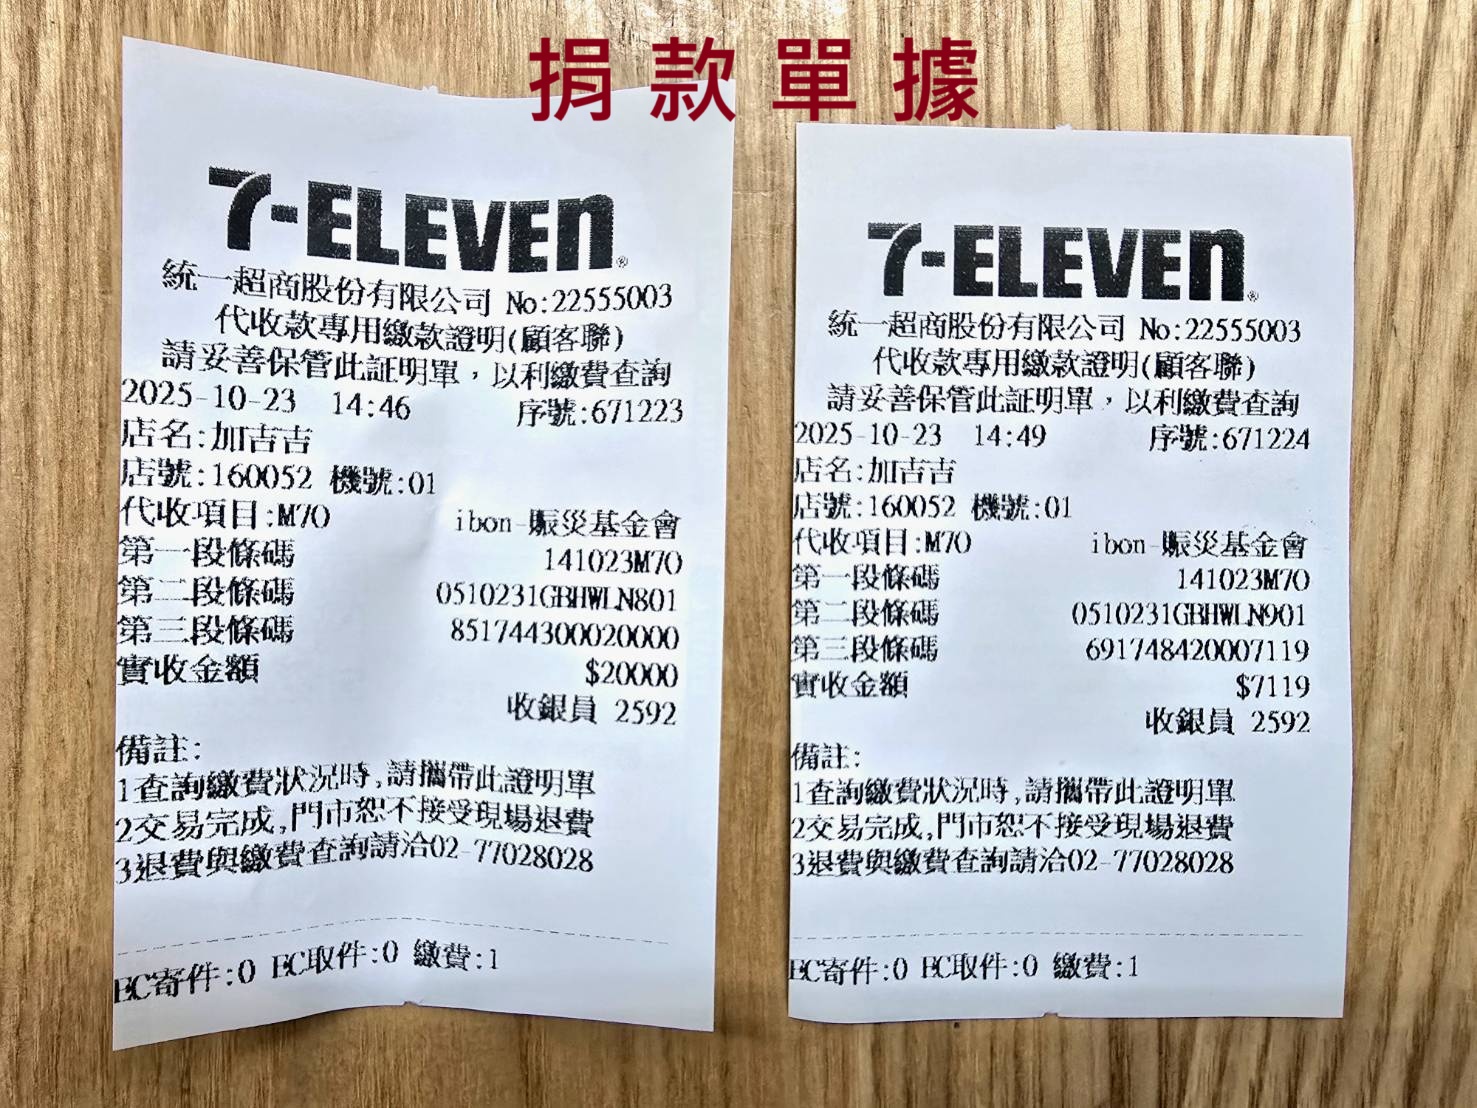 捐款單據
7-ELEVEN®
統一超商股份有限公司 No:22555003
代收款專用繳款證明(顧客聯)
請妥善保管此証明單，以利繳費查詢
2025-10-23 14:46 序號:671223
店名:加吉吉
店號:160052 機號:01
代收項目:M70 ibon-賑災基金會
第一段條碼 141023M70
第二段條碼 0510231GBHWLN801
第三段條碼 851744300020000
實收金額 $20000
收銀員 2592
備註:
1查詢繳費狀況時,請攜帶此證明單
2交易完成,門市恕不接受現場退費
3退費與繳費查詢請洽02-77028028
EC寄件:0 EC取件:0 繳費:1
7-ELEVEN®
統一超商股份有限公司 No:22555003
代收款專用繳款證明(顧客聯)
請妥善保管此証明單，以利繳費查詢
2025-10-23 14:49 序號:671224
店名:加吉吉
店號:160052 機號:01
代收項目:M70 ibon-賑災基金會
第一段條碼 141023M70
第二段條碼 0510231GBHWLN901
第三段條碼 691748420007119
實收金額 $7119
收銀員 2592
備註:
1查詢繳費狀況時,請攜帶此證明單
2交易完成,門市恕不接受現場退費
3退費與繳費查詢請洽02-77028028
EC寄件:0 EC取件:0 繳費:1